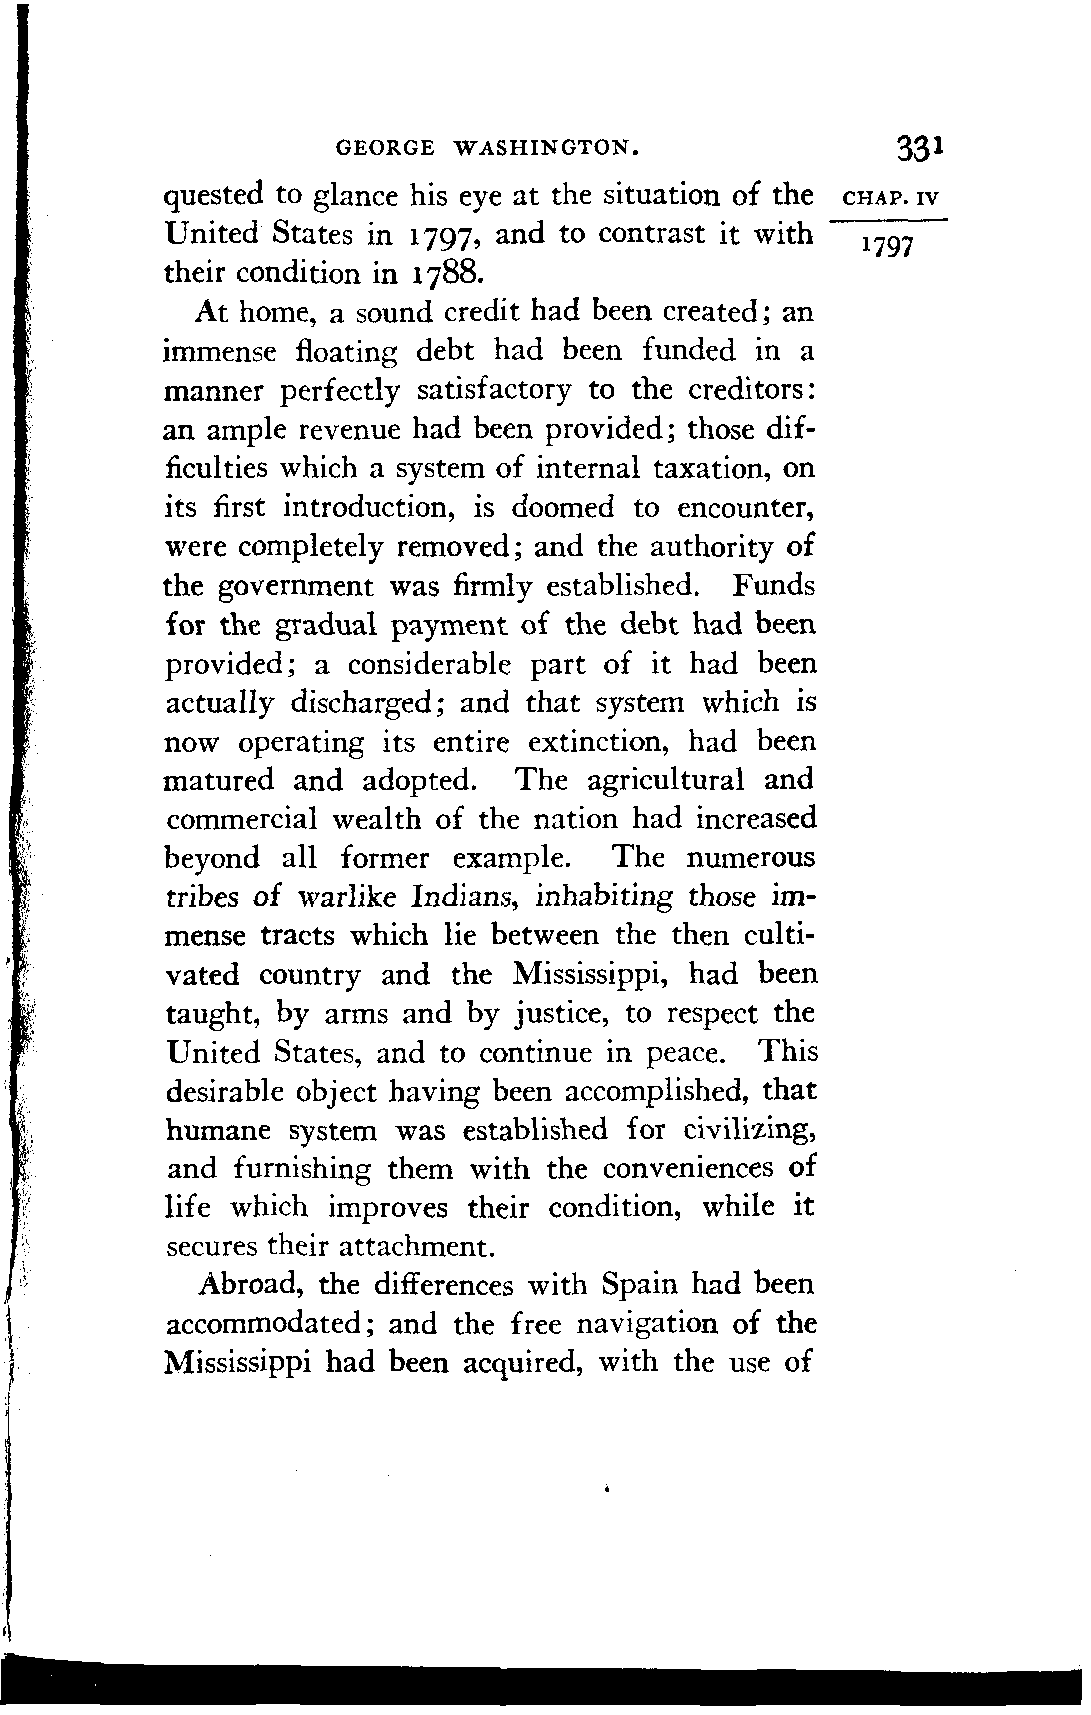 GEORGE WASHINGTON. 331
quested to glance his eye at the situation of the CHAP. IV
United States in 1797, and to contrast it with 1797
their condition in 1788.
At home, a sound credit had been created; an
immense floating debt had been funded in a
manner perfectly satisfactory to the creditors:
an ample revenue had been provided; those dif-
ficulties which a system of internal taxation, on
its first introduction, is doomed to encounter,
were completely removed; and the authority of
the government was firmly established. Funds
for the gradual payment of the debt had been
provided; a considerable part of it had been
actually discharged; and that system which is
now operating its entire extinction, had been
matured and adopted. The agricultural and
commercial wealth of the nation had increased
beyond all former example. The numerous
tribes of warlike Indians, inhabiting those im-
mense tracts which lie between the then culti-
vated country and the Mississippi, had been
taught, by arms and by justice, to respect the
United States, and to continue in peace. This
desirable object having been accomplished, that
humane system was established for civilizing,
and furnishing them with the conveniences of
life which improves their condition, while it
secures their attachment.
Abroad, the differences with Spain had been
accommodated; and the free navigation of the
Mississippi had been acquired, with the use of